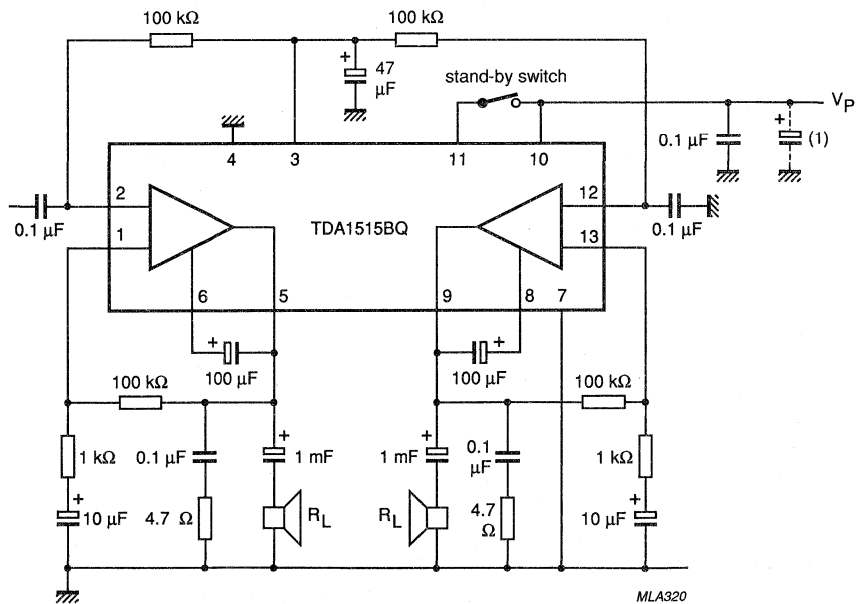 100 kΩ
100 kΩ
+
47
μF
stand-by switch
VP
4
3
11
10
0.1 μF
+
(1)
2
12
0.1 μF
1
TDA1515BQ
13
0.1 μF
6
5
9
8
7
+
100 μF
+
100 μF
100 kΩ
100 kΩ
+
+
1 kΩ
0.1 μF
1 mF
1 mF
0.1
μF
1 kΩ
+
10 μF
4.7 Ω
RL
RL
4.7
Ω
+
10 μF
MLA320